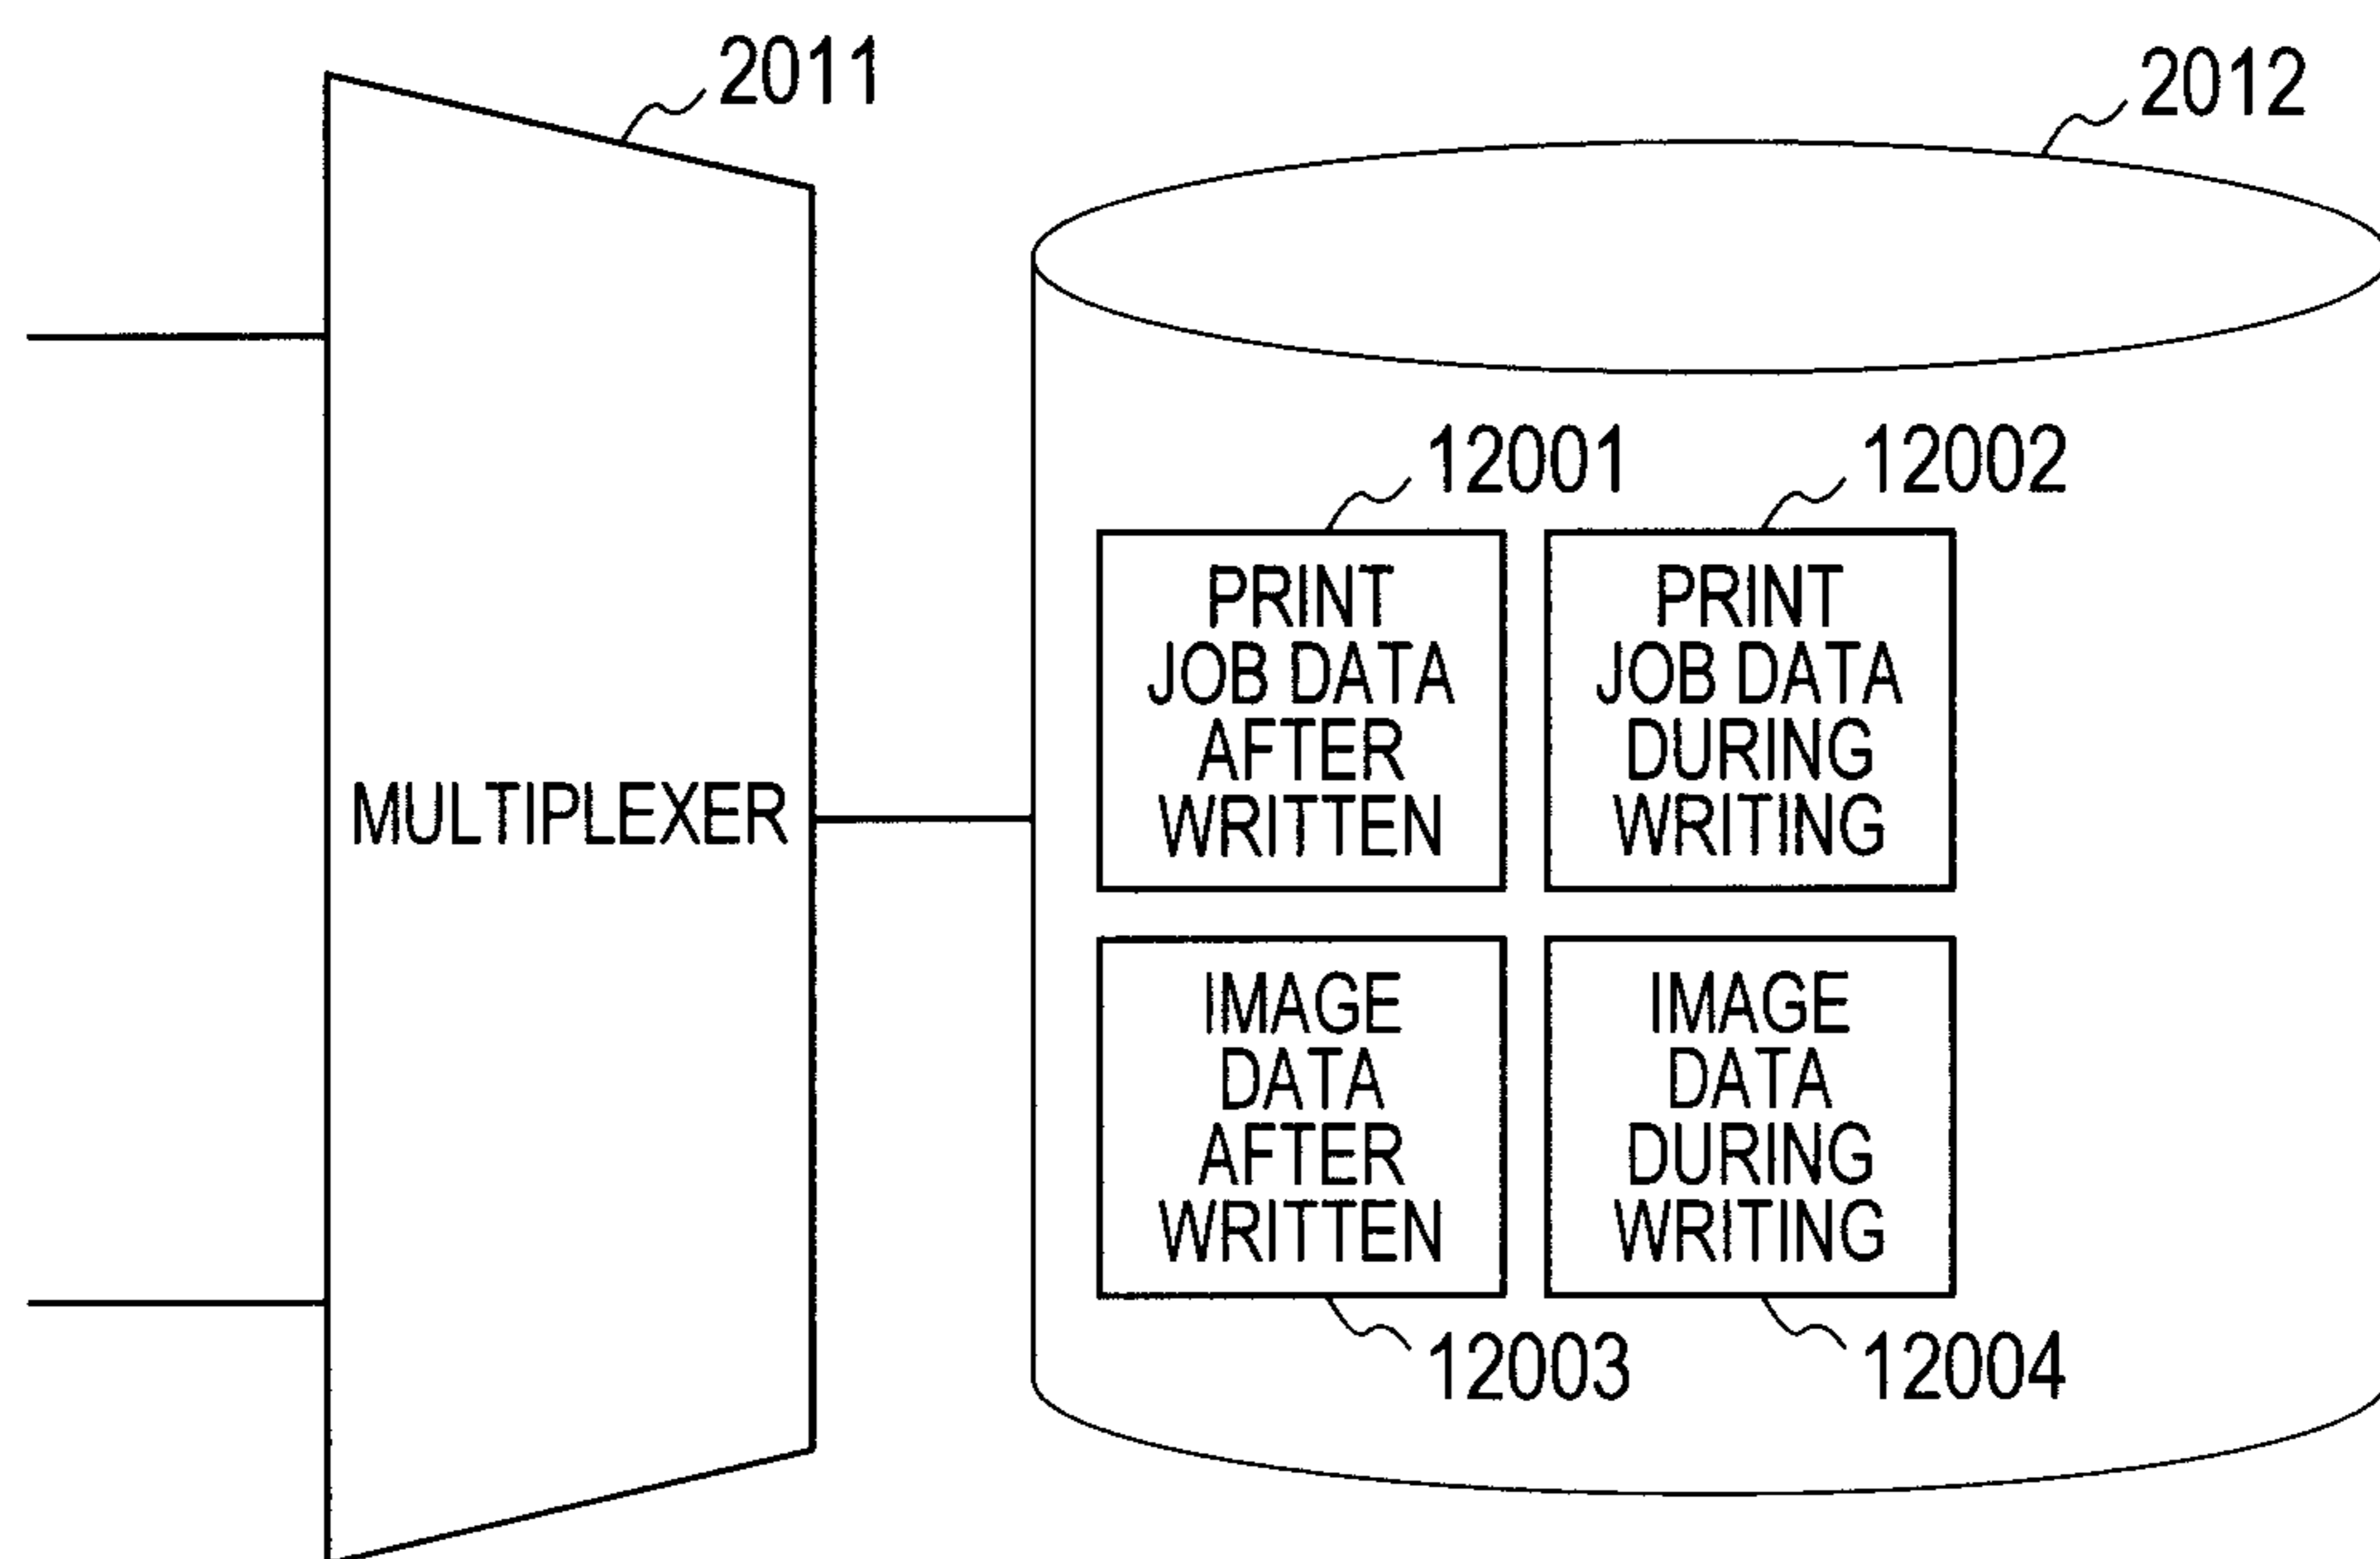 2011
2012
12001
12002
PRINT
JOB DATA
AFTER
WRITTEN
PRINT
JOB DATA
DURING
WRITING
MULTIPLEXER
IMAGE
DATA
AFTER
WRITTEN
IMAGE
DATA
DURING
WRITING
12003
12004